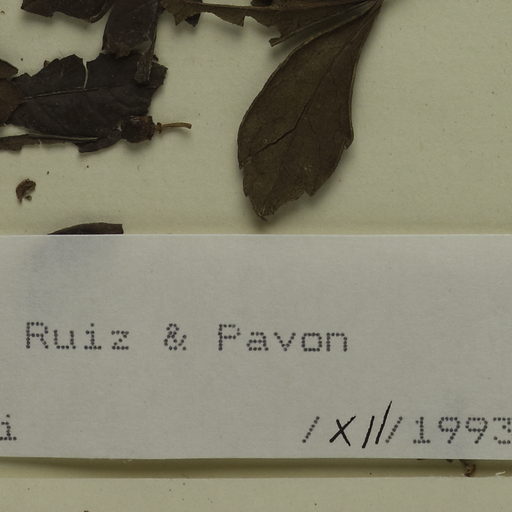 Ruiz & Pavon
i /XII/1993